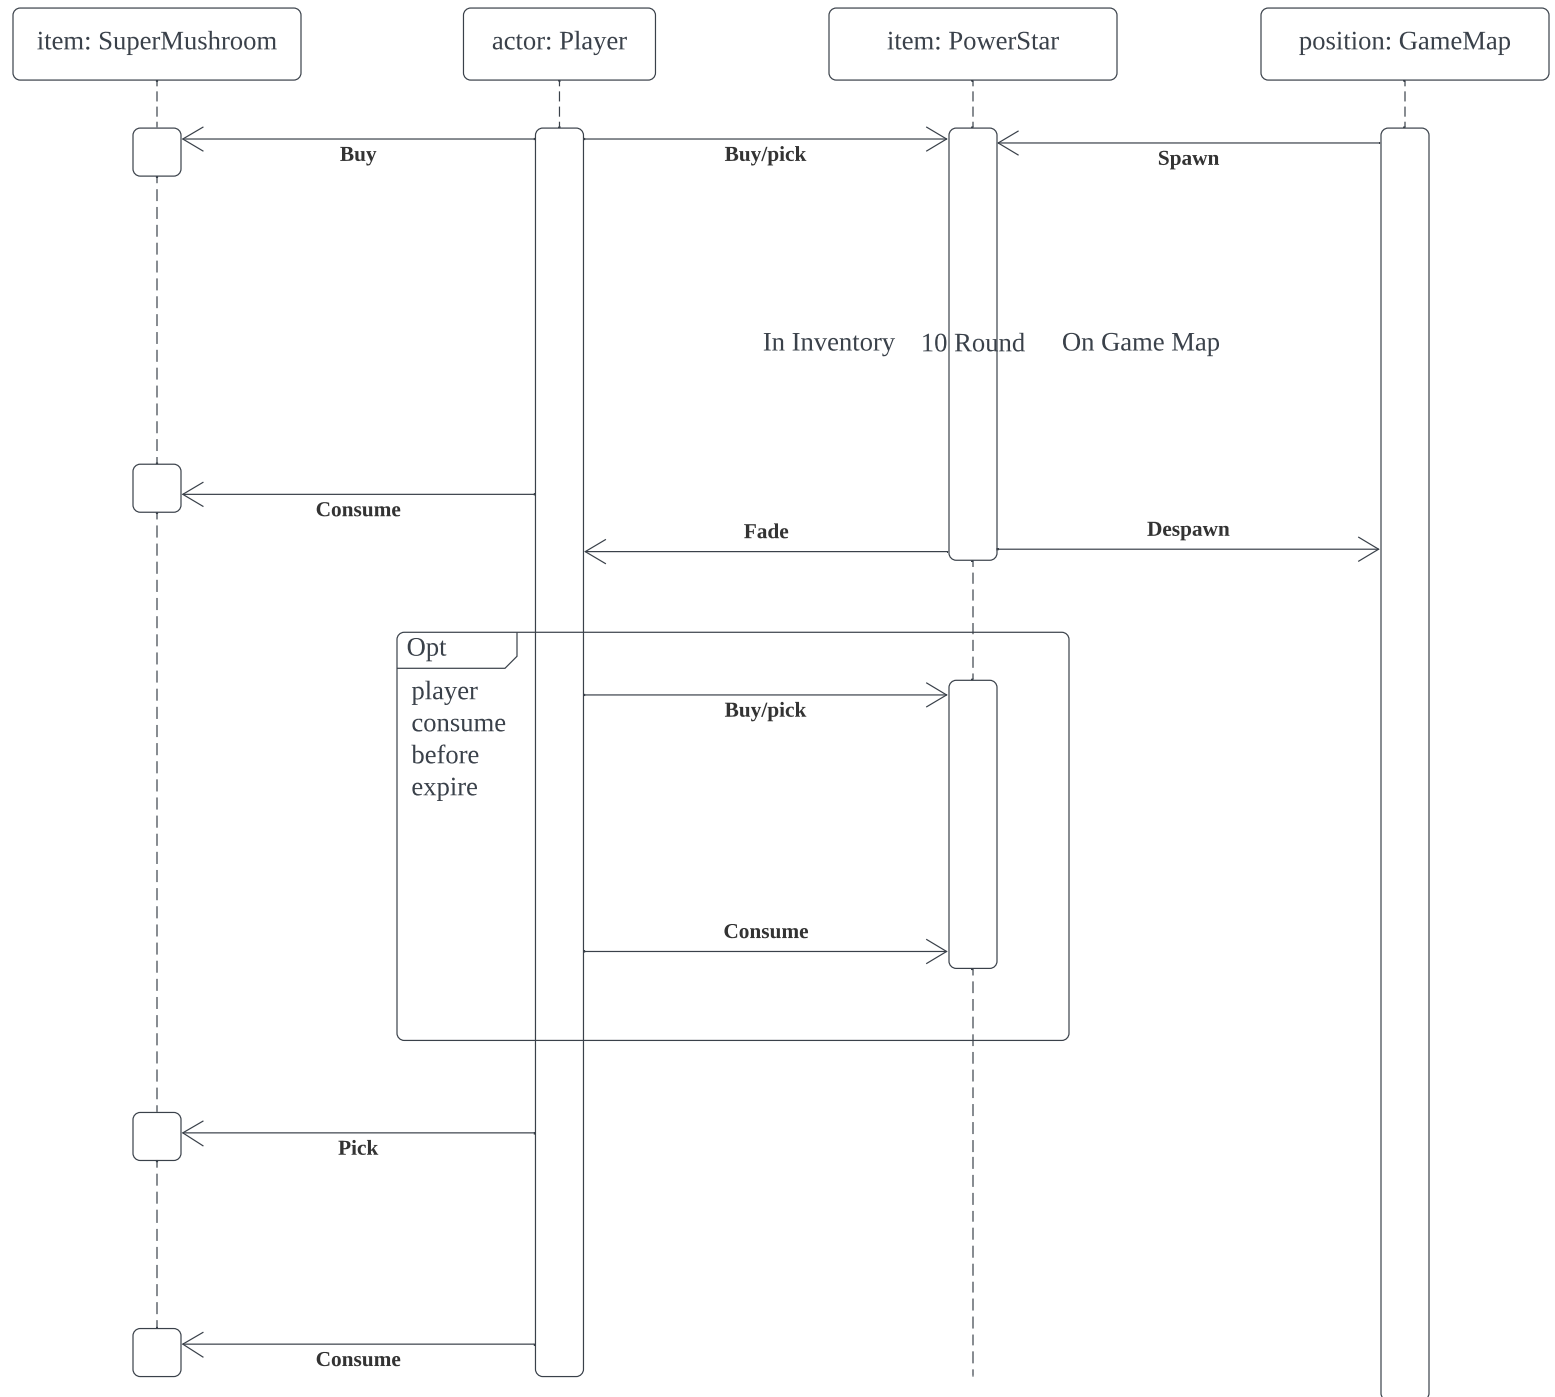 item: SuperMushroom
actor: Player
item: PowerStar
position: GameMap
Buy
Buy/pick
Spawn
In Inventory
10 Round
On Game Map
Consume
Fade
Despawn
Opt
player
consume
before
expire
Buy/pick
Consume
Pick
Consume